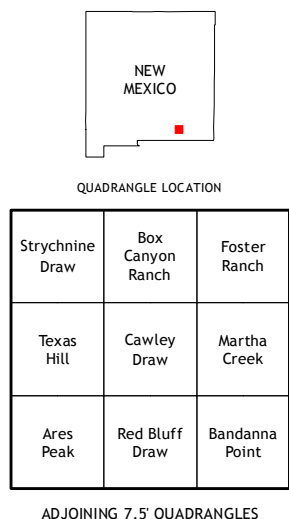 NEW
MEXICO
QUADRANGLE LOCATION
Strychnine
Draw
Box
Canyon
Ranch
Foster
Ranch
Texas
Hill
Cawley
Draw
Martha
Creek
Ares
Peak
Red Bluff
Draw
Bandanna
Point
ADJOINING 7.5' QUADRANGLES